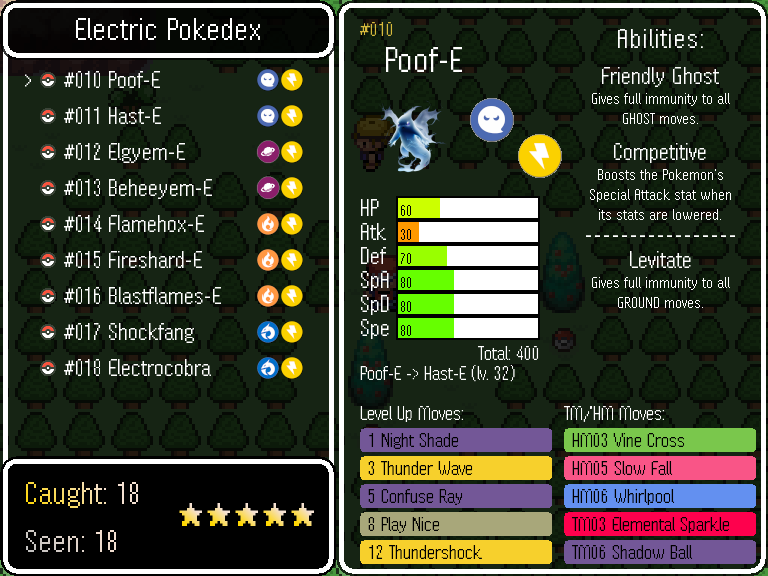 Electric Pokedex
> #010 Poof-E
#011 Hast-E
#012 Elgyem-E
#013 Beheeyem-E
#014 Flamehox-E
#015 Fireshard-E
#016 Blastflames-E
#017 Shockfang
#018 Electrocobra
Caught: 18
Seen: 18
#010
Poof-E
HP 60
Atk 30
Def 70
SpA 80
SpD 80
Spe 80
Total: 400
Poof-E -> Hast-E (lv. 32)
Abilities:
Friendly Ghost
Gives full immunity to all
GHOST moves.
Competitive
Boosts the Pokemon's
Special Attack stat when
its stats are lowered.
Levitate
Gives full immunity to all
GROUND moves.
Level Up Moves:
1 Night Shade
3 Thunder Wave
5 Confuse Ray
8 Play Nice
12 Thundershock
TM/HM Moves:
HM03 Vine Cross
HM05 Slow Fall
HM06 Whirlpool
TM03 Elemental Sparkle
TM06 Shadow Ball